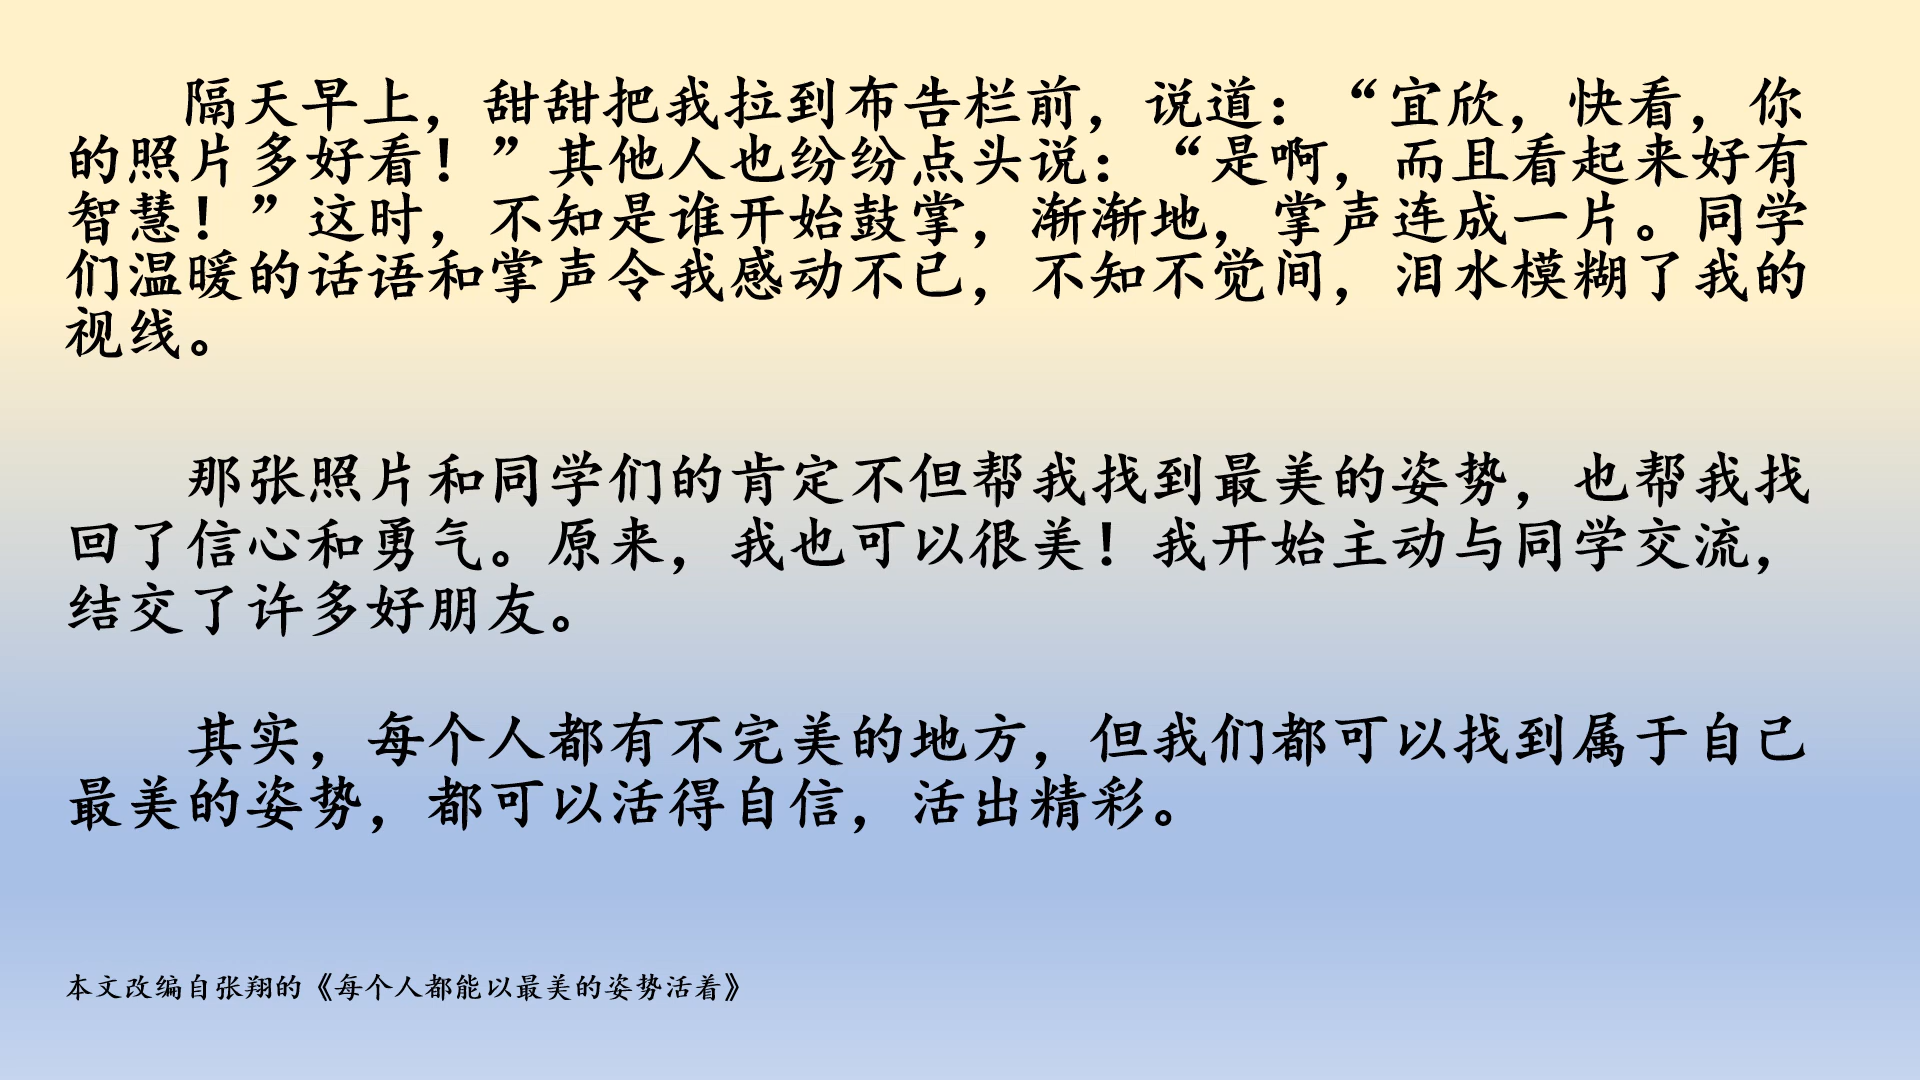 隔天早上，甜甜把我拉到布告栏前，说道：“宜欣，快看，你
的照片多好看！”其他人也纷纷点头说：“是啊，而且看起来好有
智慧！”这时，不知是谁开始鼓掌，渐渐地，掌声连成一片。同学
们温暖的话语和掌声令我感动不已，不知不觉间，泪水模糊了我的
视线。
那张照片和同学们的肯定不但帮我找到最美的姿势，也帮我找
回了信心和勇气。原来，我也可以很美！我开始主动与同学交流，
结交了许多好朋友。
其实，每个人都有不完美的地方，但我们都可以找到属于自己
最美的姿势，都可以活得自信，活出精彩。
本文改编自张翔的《每个人都能以最美的姿势活着》